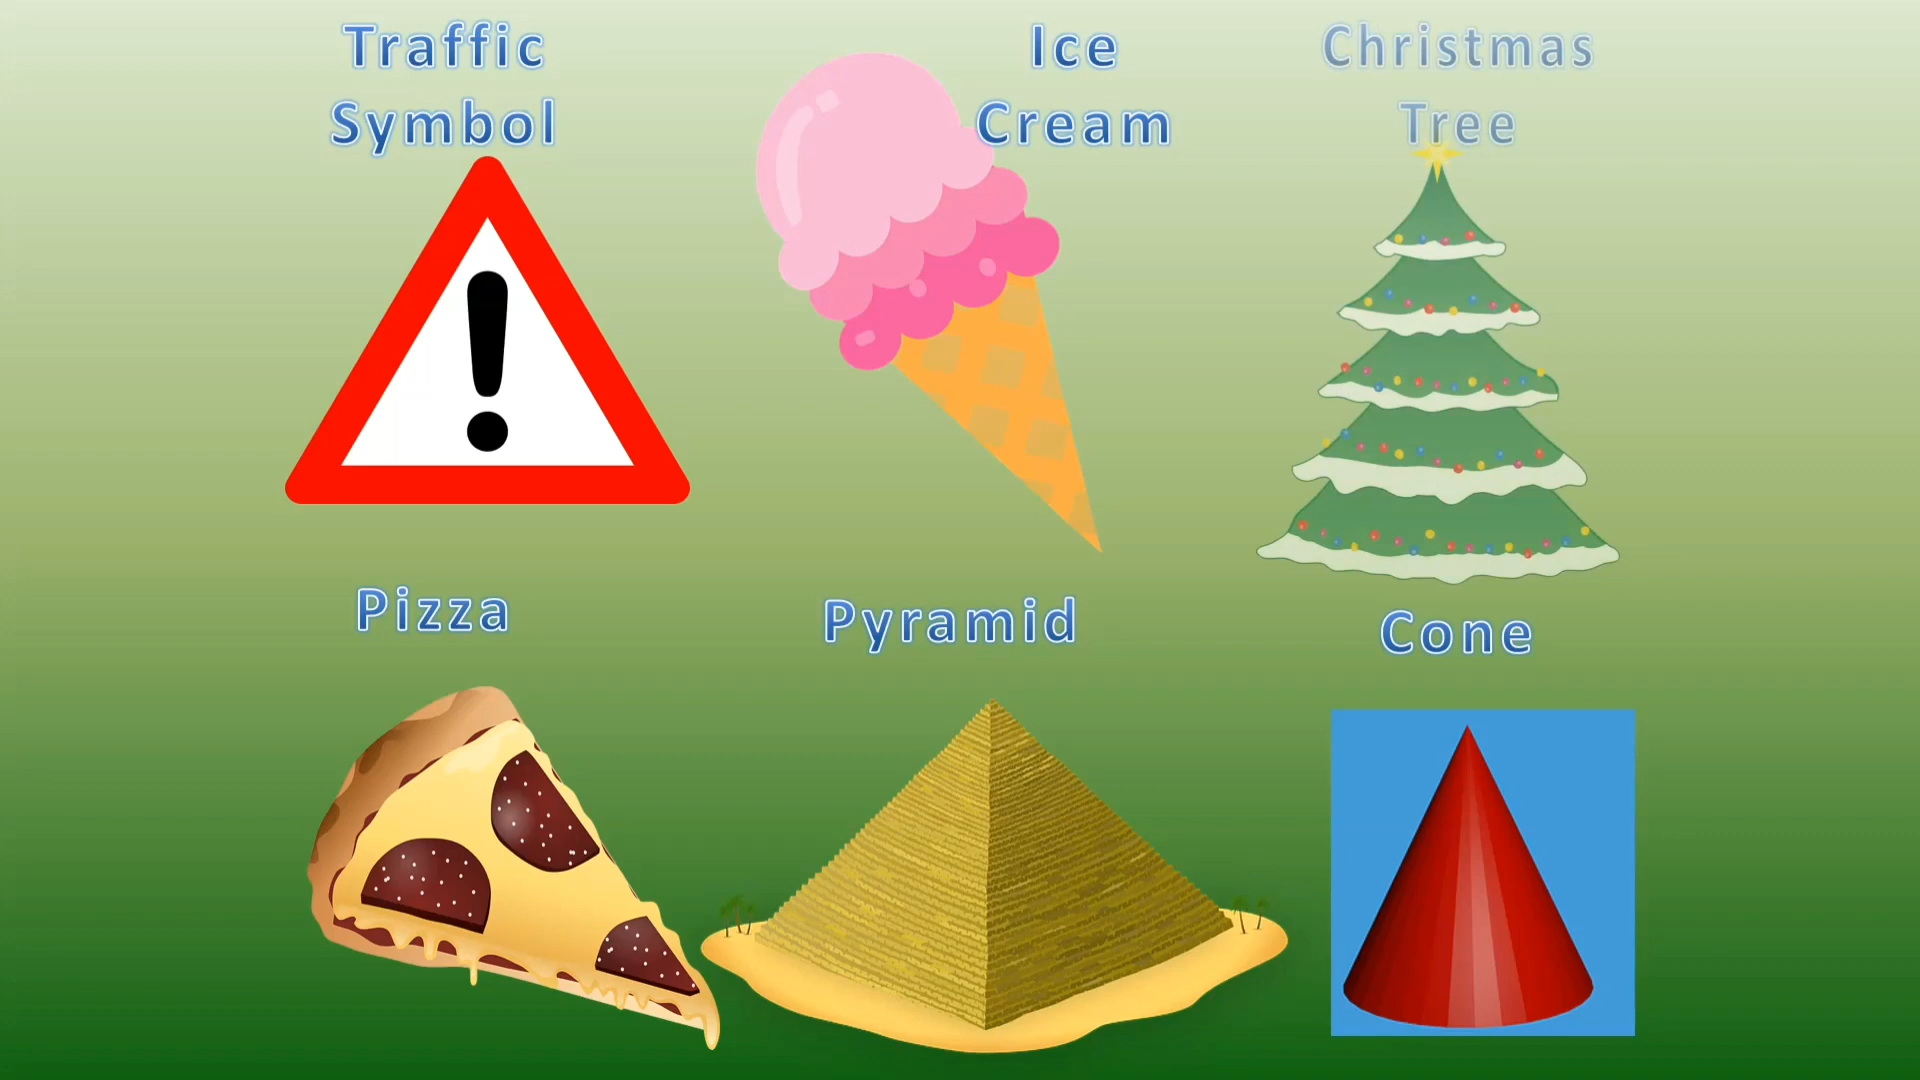 Traffic
Symbol
Ice
Cream
Christmas
Tree
Pizza
Pyramid
Cone